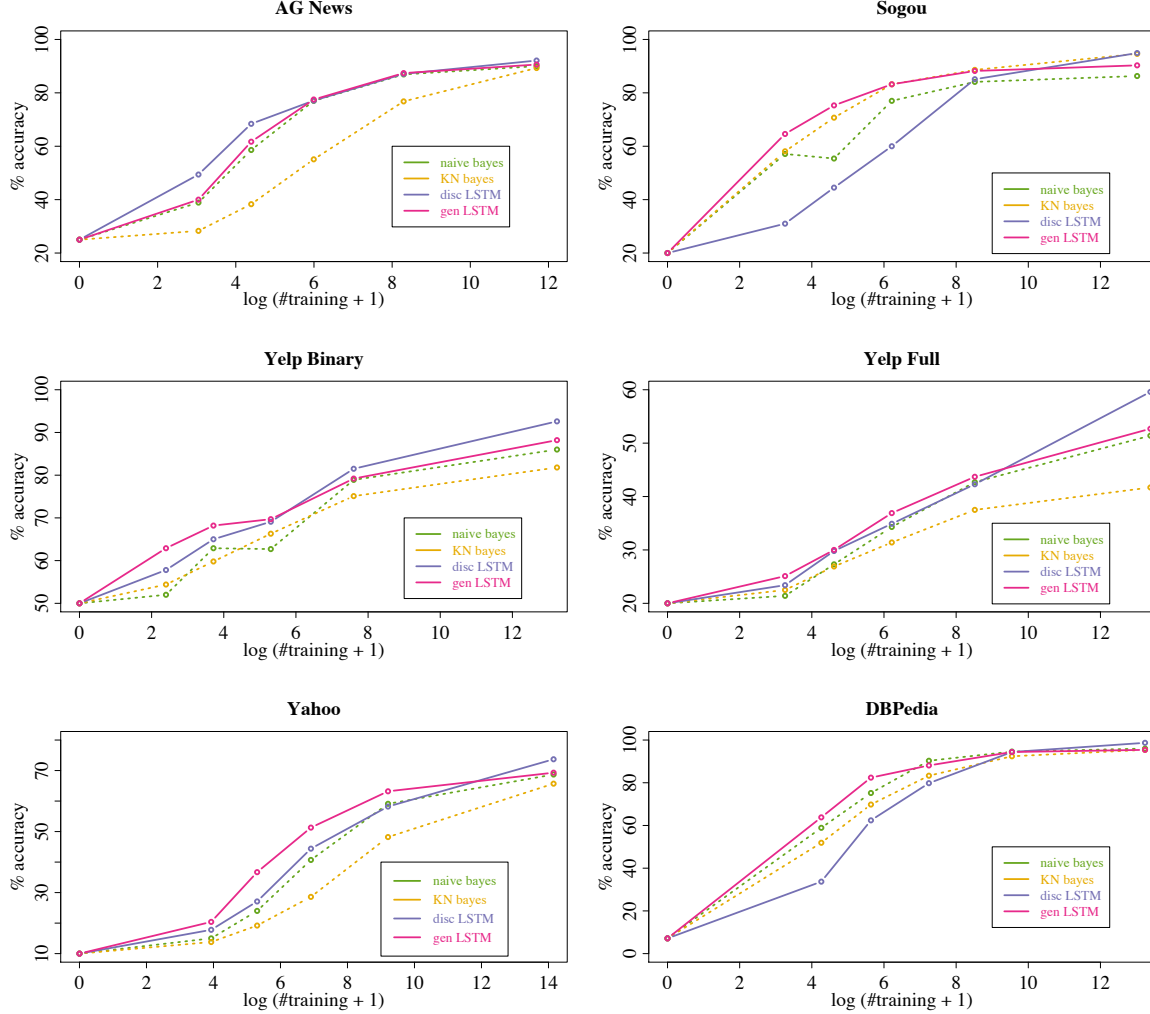 AG News
% accuracy
20 40 60 80 100
naive bayes
KN bayes
disc LSTM
gen LSTM
0 2 4 6 8 10 12
log (#training + 1)
Sogou
% accuracy
20 40 60 80 100
naive bayes
KN bayes
disc LSTM
gen LSTM
0 2 4 6 8 10 12
log (#training + 1)
Yelp Binary
% accuracy
50 60 70 80 90 100
naive bayes
KN bayes
disc LSTM
gen LSTM
0 2 4 6 8 10 12
log (#training + 1)
Yelp Full
% accuracy
20 30 40 50 60
naive bayes
KN bayes
disc LSTM
gen LSTM
0 2 4 6 8 10 12
log (#training + 1)
Yahoo
% accuracy
10 30 50 70
naive bayes
KN bayes
disc LSTM
gen LSTM
0 2 4 6 8 10 12 14
log (#training + 1)
DBPedia
% accuracy
0 20 40 60 80 100
naive bayes
KN bayes
disc LSTM
gen LSTM
0 2 4 6 8 10 12
log (#training + 1)